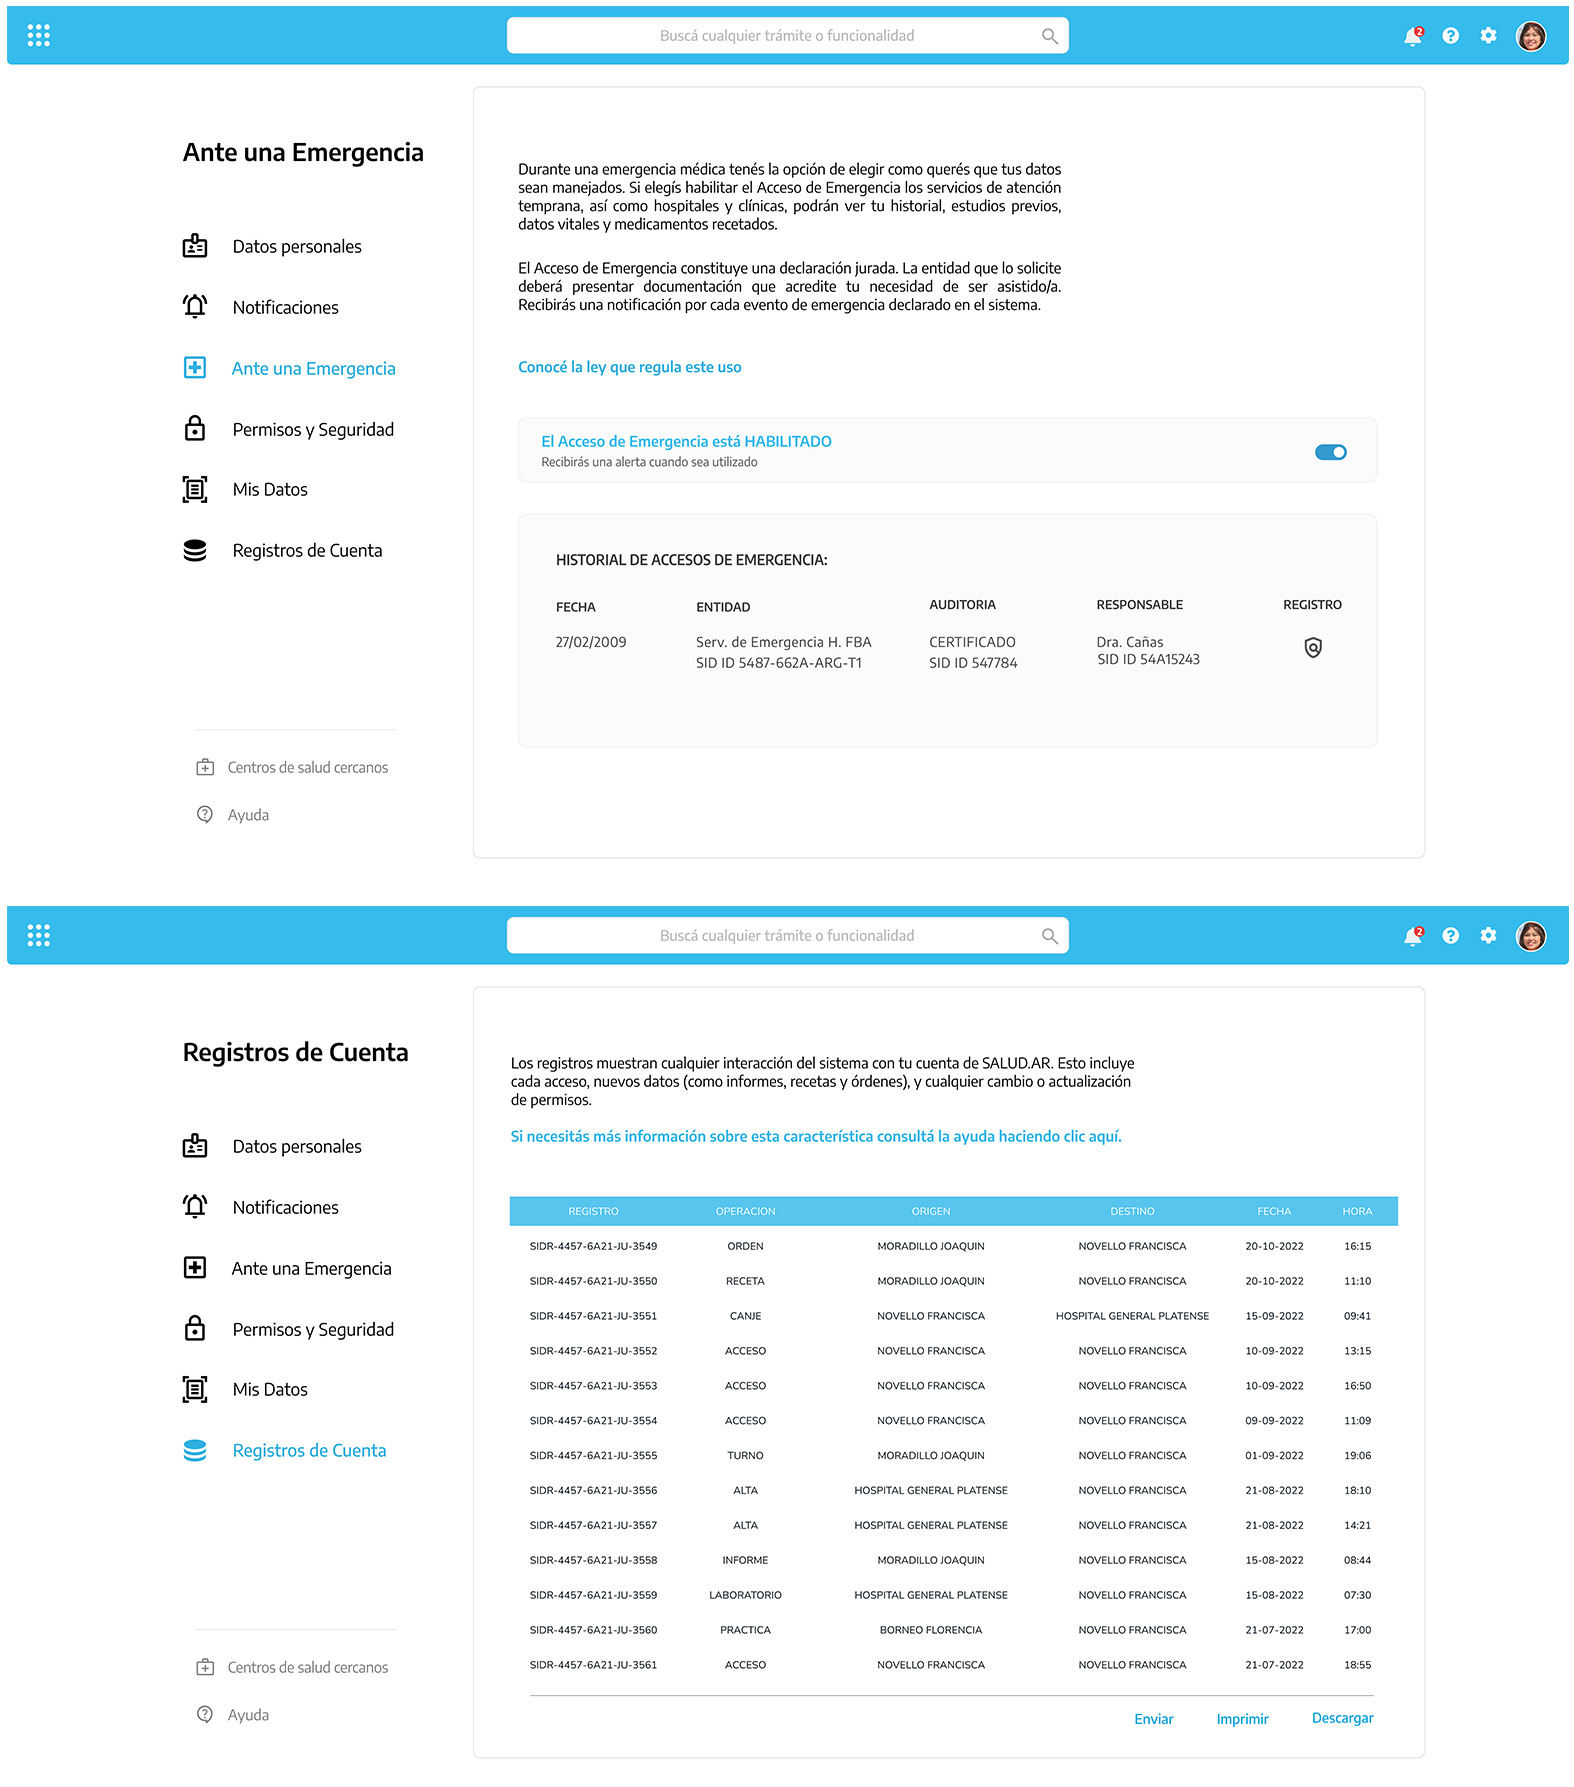 Buscá cualquier trámite o funcionalidad
2
Ante una Emergencia
Datos personales
Notificaciones
Ante una Emergencia
Permisos y Seguridad
Mis Datos
Registros de Cuenta
Centros de salud cercanos
Ayuda
Durante una emergencia médica tenés la opción de elegir como querés que tus datos
sean manejados. Si elegís habilitar el Acceso de Emergencia los servicios de atención
temprana, así como hospitales y clínicas, podrán ver tu historial, estudios previos,
datos vitales y medicamentos recetados.
El Acceso de Emergencia constituye una declaración jurada. La entidad que lo solicite
deberá presentar documentación que acredite tu necesidad de ser asistido/a.
Recibirás una notificación por cada evento de emergencia declarado en el sistema.
Conocé la ley que regula este uso
El Acceso de Emergencia está HABILITADO
Recibirás una alerta cuando sea utilizado
HISTORIAL DE ACCESOS DE EMERGENCIA:
FECHA ENTIDAD AUDITORIA RESPONSABLE REGISTRO
27/02/2009 Serv. de Emergencia H. FBA CERTIFICADO Dra. Cañas
SID ID 5487-662A-ARG-T1 SID ID 547784 SID ID 54A15243
Buscá cualquier trámite o funcionalidad
2
Registros de Cuenta
Datos personales
Notificaciones
Ante una Emergencia
Permisos y Seguridad
Mis Datos
Registros de Cuenta
Centros de salud cercanos
Ayuda
Los registros muestran cualquier interacción del sistema con tu cuenta de SALUD.AR. Esto incluye
cada acceso, nuevos datos (como informes, recetas y órdenes), y cualquier cambio o actualización
de permisos.
Si necesitás más información sobre esta característica consultá la ayuda haciendo clic aquí.
REGISTRO OPERACION ORIGEN DESTINO FECHA HORA
SIDR-4457-6A21-JU-3549 ORDEN MORADILLO JOAQUIN NOVELLO FRANCISCA 20-10-2022 16:15
SIDR-4457-6A21-JU-3550 RECETA MORADILLO JOAQUIN NOVELLO FRANCISCA 20-10-2022 11:10
SIDR-4457-6A21-JU-3551 CANJE NOVELLO FRANCISCA HOSPITAL GENERAL PLATENSE 15-09-2022 09:41
SIDR-4457-6A21-JU-3552 ACCESO NOVELLO FRANCISCA NOVELLO FRANCISCA 10-09-2022 13:15
SIDR-4457-6A21-JU-3553 ACCESO NOVELLO FRANCISCA NOVELLO FRANCISCA 10-09-2022 16:50
SIDR-4457-6A21-JU-3554 ACCESO NOVELLO FRANCISCA NOVELLO FRANCISCA 09-09-2022 11:09
SIDR-4457-6A21-JU-3555 TURNO MORADILLO JOAQUIN NOVELLO FRANCISCA 01-09-2022 19:06
SIDR-4457-6A21-JU-3556 ALTA HOSPITAL GENERAL PLATENSE NOVELLO FRANCISCA 21-08-2022 18:10
SIDR-4457-6A21-JU-3557 ALTA HOSPITAL GENERAL PLATENSE NOVELLO FRANCISCA 21-08-2022 14:21
SIDR-4457-6A21-JU-3558 INFORME MORADILLO JOAQUIN NOVELLO FRANCISCA 15-08-2022 08:44
SIDR-4457-6A21-JU-3559 LABORATORIO HOSPITAL GENERAL PLATENSE NOVELLO FRANCISCA 15-08-2022 07:30
SIDR-4457-6A21-JU-3560 PRACTICA BORNEO FLORENCIA NOVELLO FRANCISCA 21-07-2022 17:00
SIDR-4457-6A21-JU-3561 ACCESO NOVELLO FRANCISCA NOVELLO FRANCISCA 21-07-2022 18:55
Enviar Imprimir Descargar